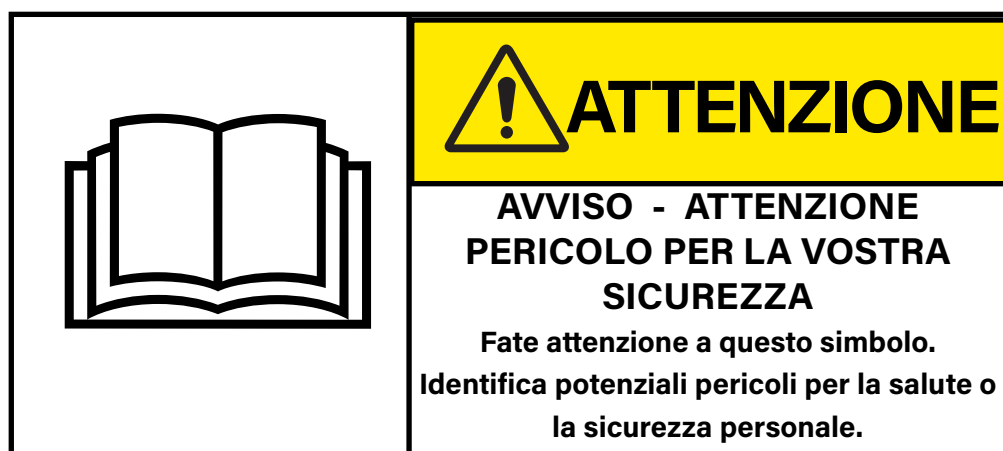 ATTENZIONE
AVVISO - ATTENZIONE
PERICOLO PER LA VOSTRA
SICUREZZA
Fate attenzione a questo simbolo.
Identifica potenziali pericoli per la salute o
la sicurezza personale.